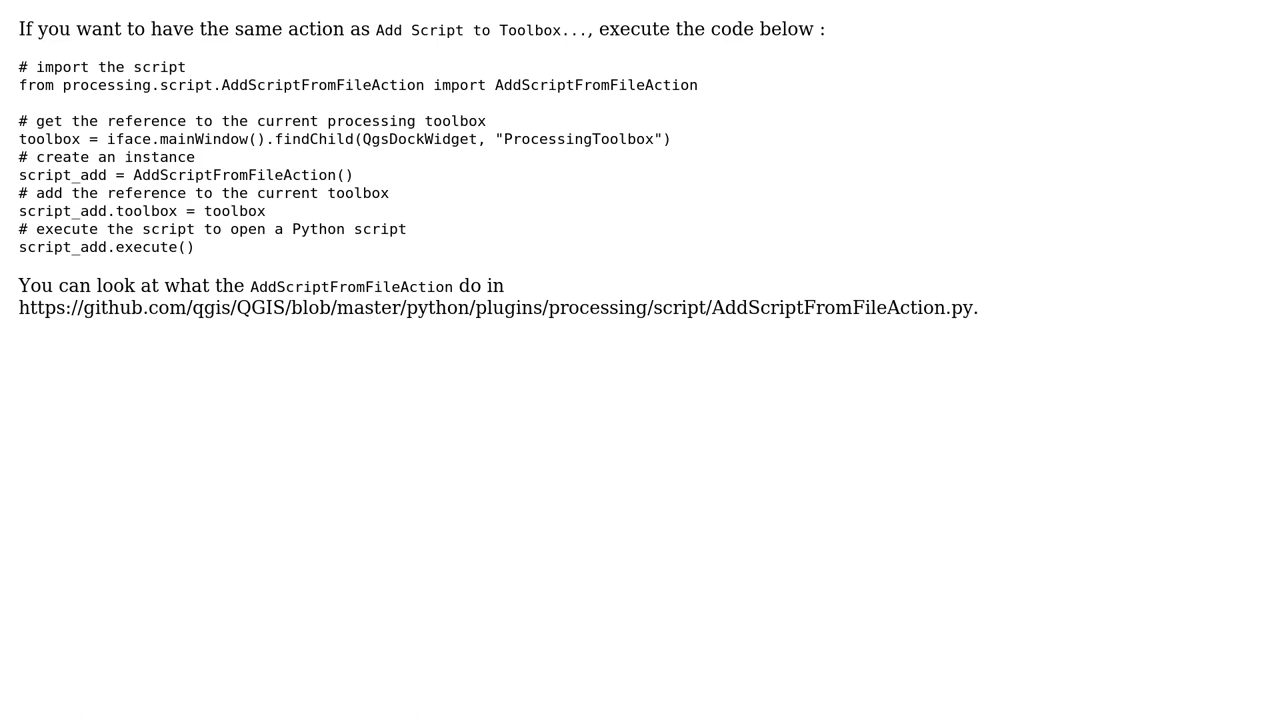 If you want to have the same action as Add Script to Toolbox..., execute the code below :
# import the script
from processing.script.AddScriptFromFileAction import AddScriptFromFileAction
# get the reference to the current processing toolbox
toolbox = iface.mainWindow().findChild(QgsDockWidget, "ProcessingToolbox")
# create an instance
script_add = AddScriptFromFileAction()
# add the reference to the current toolbox
script_add.toolbox = toolbox
# execute the script to open a Python script
script_add.execute()
You can look at what the AddScriptFromFileAction do in
https://github.com/qgis/QGIS/blob/master/python/plugins/processing/script/AddScriptFromFileAction.py.